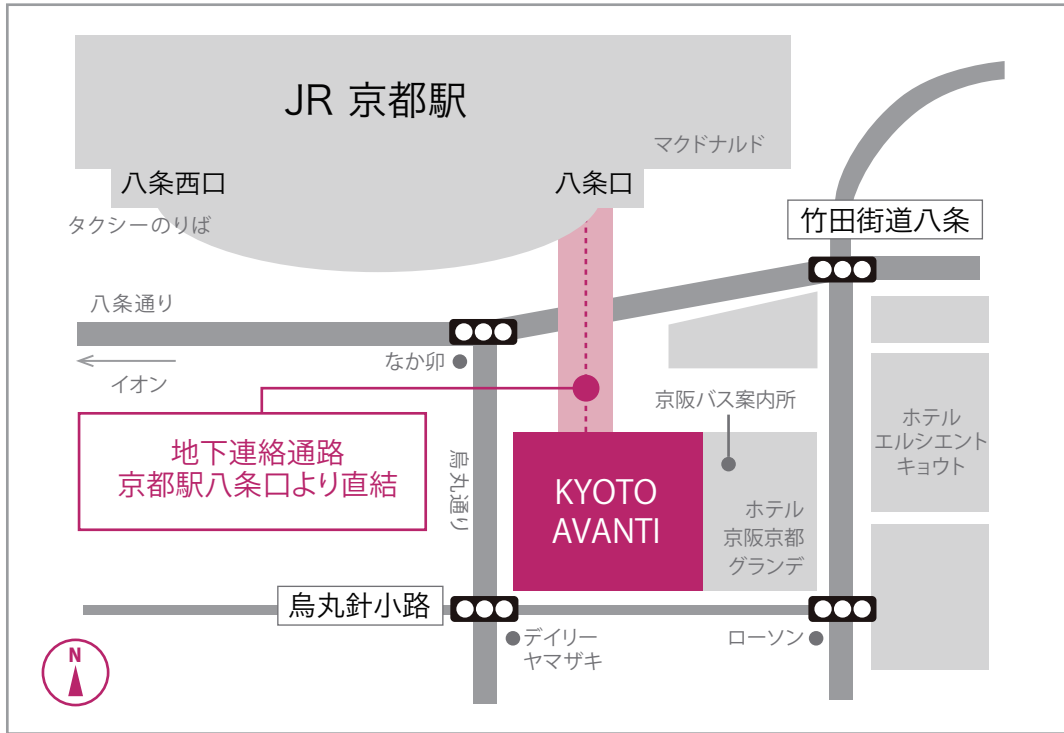 JR 京都駅
マクドナルド
八条西口
八条口
タクシーのりば
竹田街道八条
八条通り
なか卯
イオン
京阪バス案内所
地下連絡通路
京都駅八条口より直結
烏丸通り
KYOTO
AVANTI
ホテル
京阪京都
グランデ
ホテル
エルシエント
キョウト
烏丸針小路
デイリー
ヤマザキ
ローソン
N